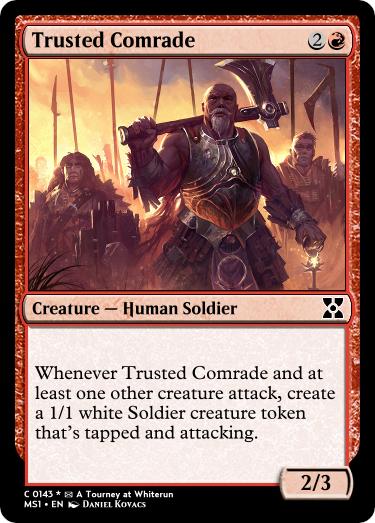 Trusted Comrade 2
Creature — Human Soldier
Whenever Trusted Comrade and at
least one other creature attack, create
a 1/1 white Soldier creature token
that's tapped and attacking.
2/3
C 0143 * A Tourney at Whiterun
MS1 • EN Daniel Kovacs